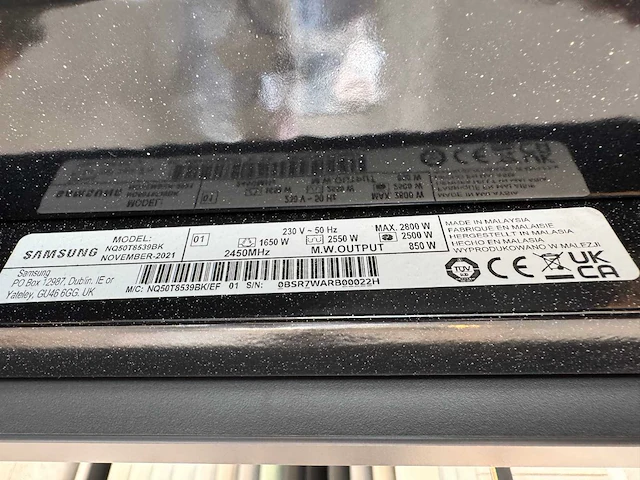 SAMSUNG
MODEL:
NQ50T8539BK
NOVEMBER-2021
01
230 V ~ 50 Hz
MAX. 2800 W
1650 W
2550 W
2500 W
2450MHz
M.W.OUTPUT
850 W
MADE IN MALAYSIA
FABRIQUE EN MALAISIE
HERGESTELLT IN MALASIA
HECHO EN MALASIA
WYPRODUKOWANO W MALEZJI
Samsung
PO Box 12987, Dublin. IE or
Yateley, GU46 6GG. UK
M/C: NQ50T8539BK/EF 01 S/N: 0BSR7WARB00022H
TÜV
CE
UK
CA